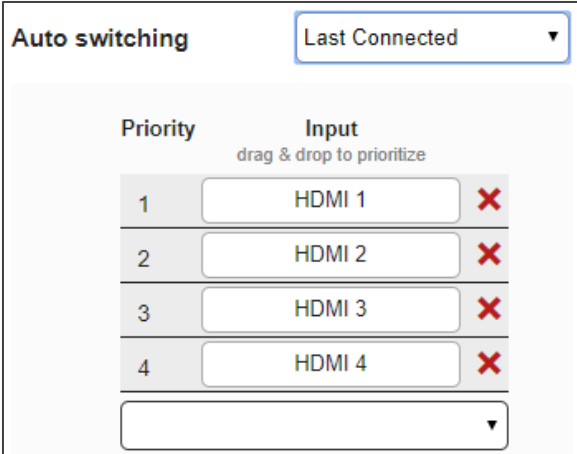 Auto switching Last Connected
Priority Input
drag & drop to prioritize
1 HDMI 1
2 HDMI 2
3 HDMI 3
4 HDMI 4